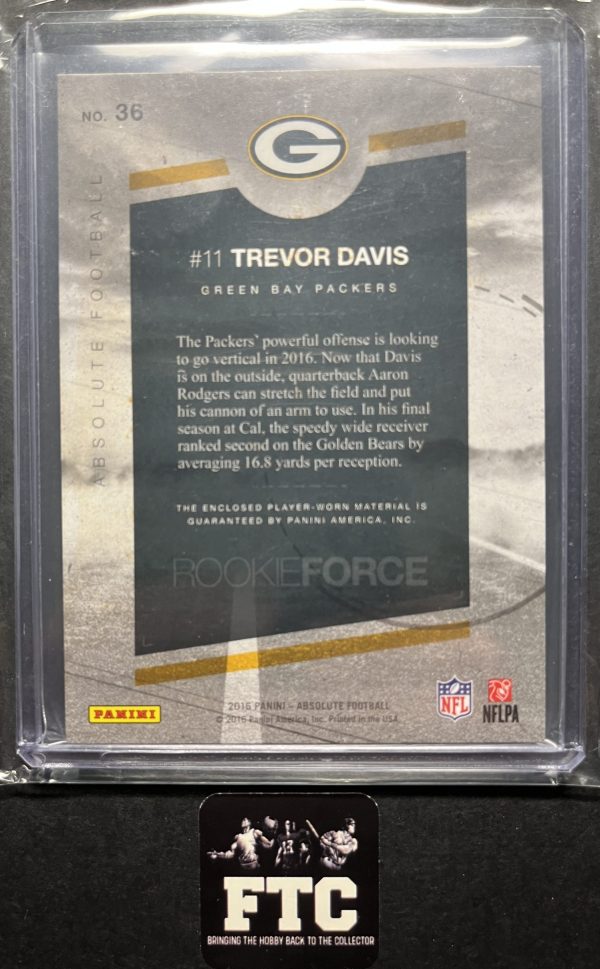 NO. 36
G
ABSOLUTE FOOTBALL
#11 TREVOR DAVIS
GREEN BAY PACKERS
The Packers' powerful offense is looking
to go vertical in 2016. Now that Davis
is on the outside, quarterback Aaron
Rodgers can stretch the field and put
his cannon of an arm to use. In his final
season at Cal, the speedy wide receiver
ranked second on the Golden Bears by
averaging 16.8 yards per reception.
THE ENCLOSED PLAYER-WORN MATERIAL IS
GUARANTEED BY PANINI AMERICA, INC.
ROOKIEFORCE
PANINI
2016 PANINI – ABSOLUTE FOOTBALL
© 2016 Panini America, Inc. Printed in the USA.
NFL
NFLPA
FTC
BRINGING THE HOBBY BACK TO THE COLLECTOR